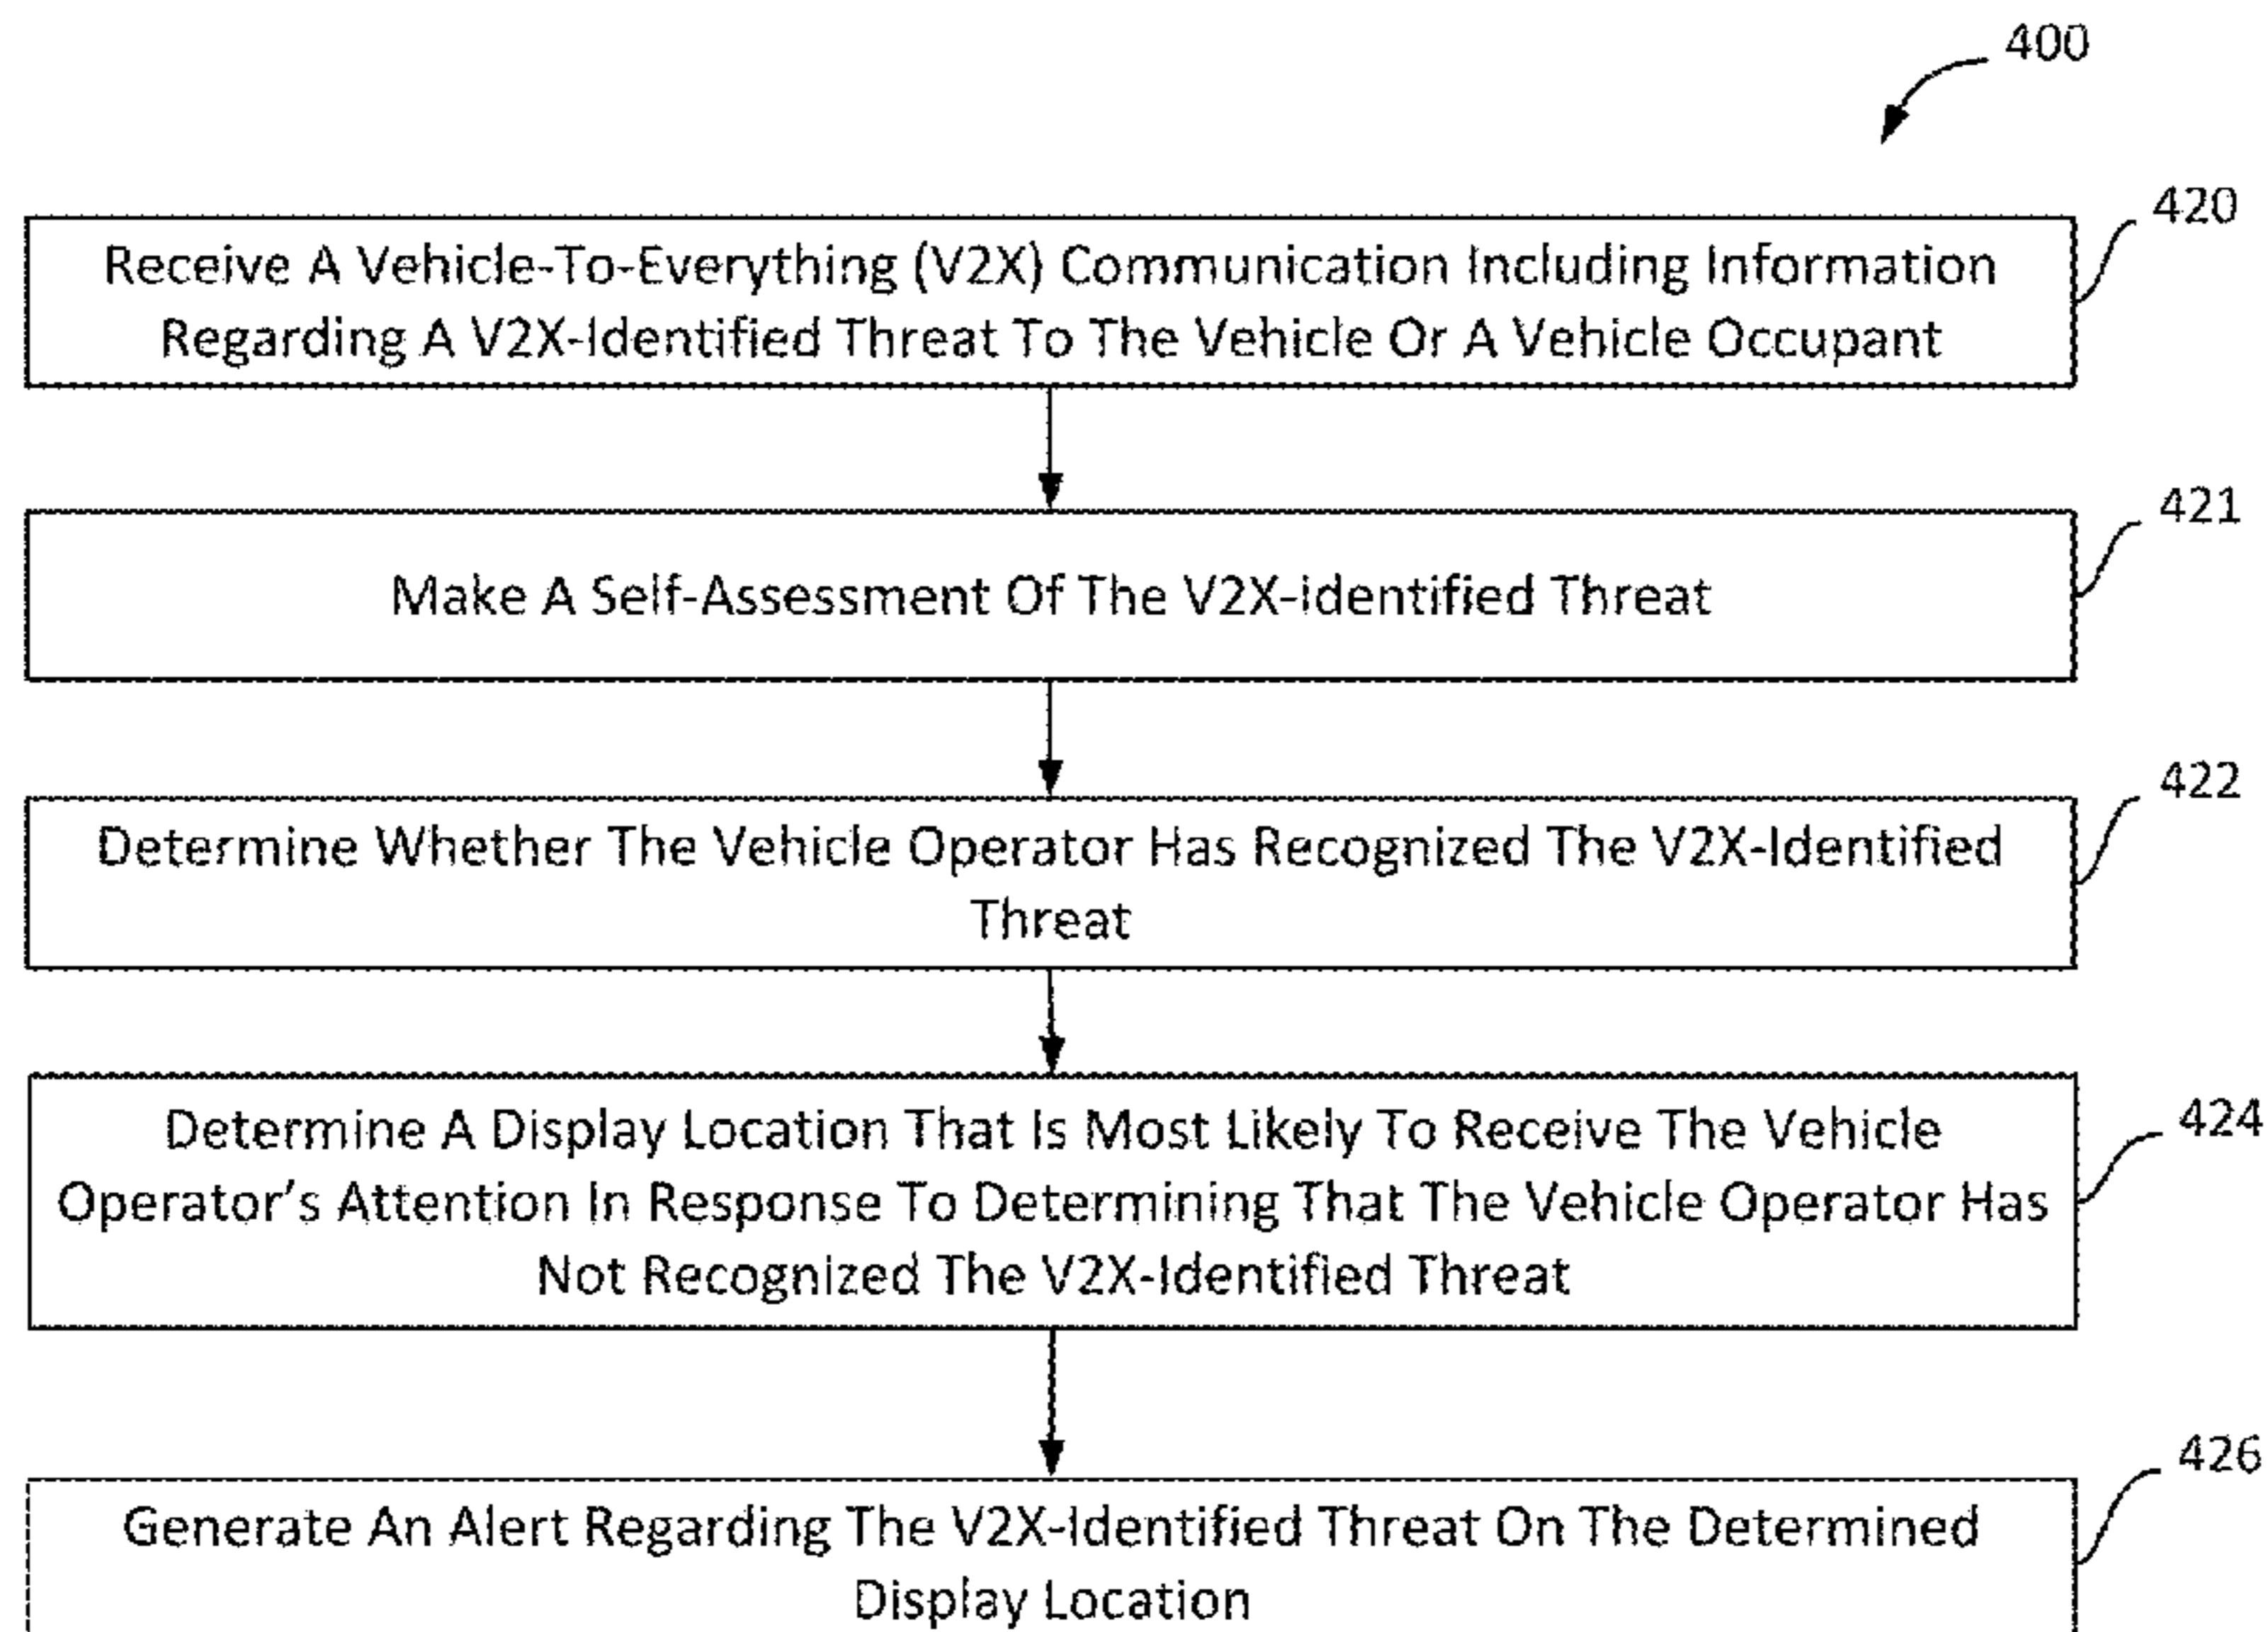 400
420
Receive A Vehicle-To-Everything (V2X) Communication Including Information
Regarding A V2X-Identified Threat To The Vehicle Or A Vehicle Occupant
421
Make A Self-Assessment Of The V2X-Identified Threat
422
Determine Whether The Vehicle Operator Has Recognized The V2X-Identified
Threat
424
Determine A Display Location That Is Most Likely To Receive The Vehicle
Operator's Attention In Response To Determining That The Vehicle Operator Has
Not Recognized The V2X-Identified Threat
426
Generate An Alert Regarding The V2X-Identified Threat On The Determined
Display Location